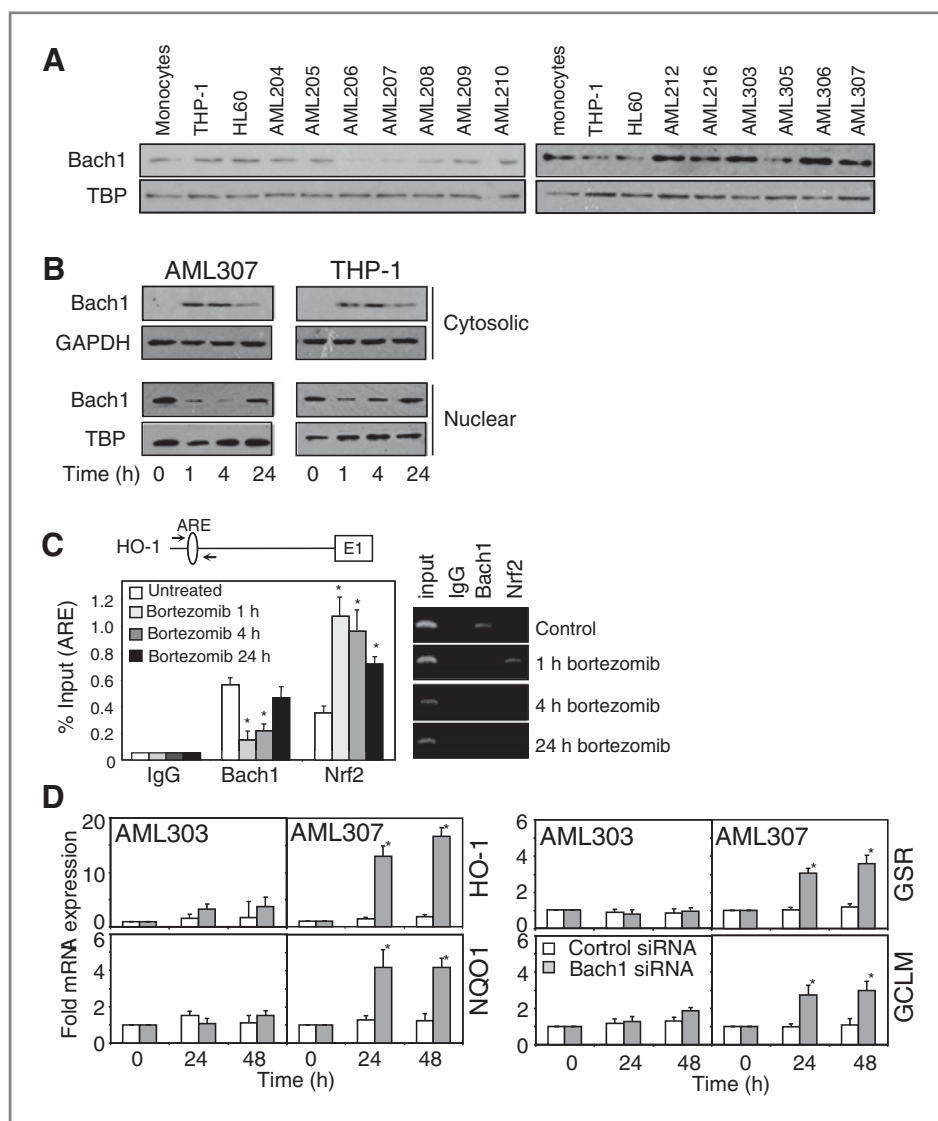 A
Monocytes THP-1 HL60 AML204 AML205 AML206 AML207 AML208 AML209 AML210
monocytes THP-1 HL60 AML212 AML216 AML303 AML305 AML306 AML307
Bach1
TBP
B
AML307 THP-1
Bach1
GAPDH
Cytosolic
Bach1
TBP
Nuclear
Time (h) 0 1 4 24 0 1 4 24
C
ARE
HO-1 E1
% Input (ARE)
1.2
1.0
0.8
0.6
0.4
0.2
0
Untreated
Bortezomib 1 h
Bortezomib 4 h
Bortezomib 24 h
* * * * *
IgG Bach1 Nrf2
input IgG Bach1 Nrf2
Control
1 h bortezomib
4 h bortezomib
24 h bortezomib
D
Fold mRNA expression
AML303 AML307
20
10
0
* *
HO-1
6
4
2
0
* *
NQO1
0 24 48 0 24 48
Time (h)
AML303 AML307
6
4
2
0
* *
GSR
6
4
2
0
Control siRNA
Bach1 siRNA
* *
GCLM
0 24 48 0 24 48
Time (h)